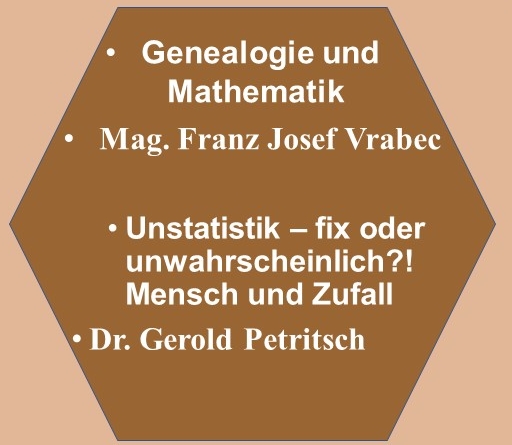 • Genealogie und
Mathematik
• Mag. Franz Josef Vrabec
• Unstatistik – fix oder
unwahrscheinlich?!
Mensch und Zufall
• Dr. Gerold Petritsch